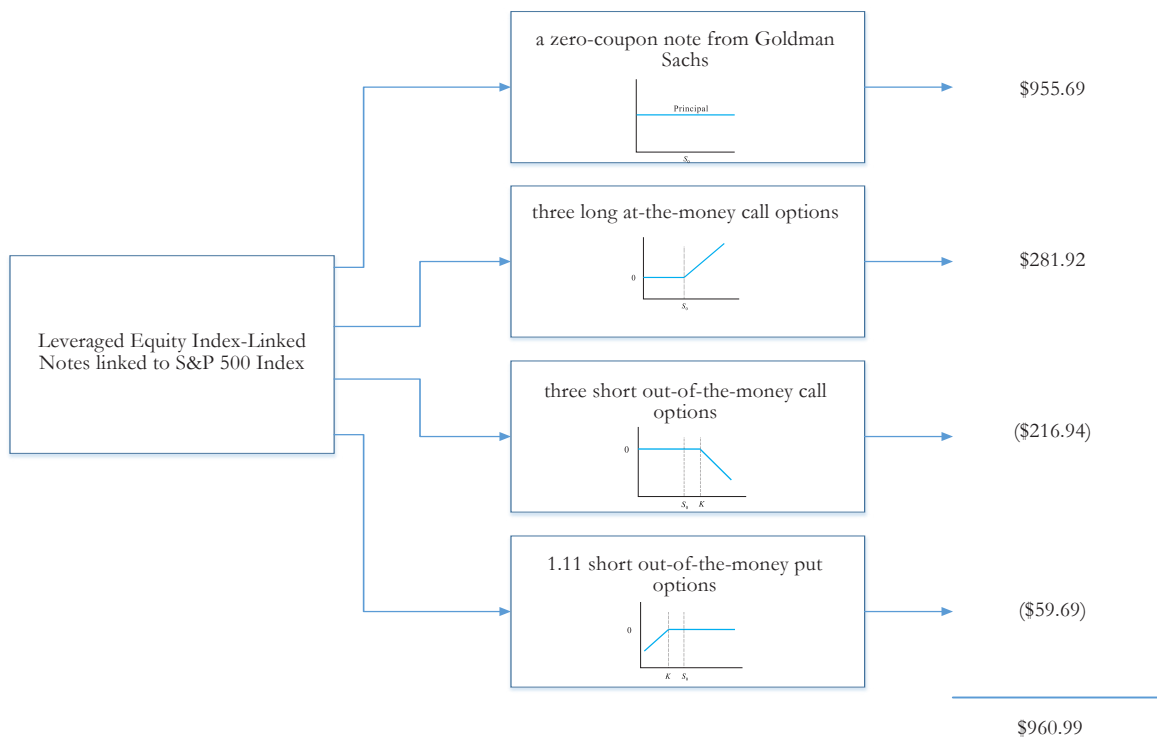 a zero-coupon note from Goldman
Sachs
Principal
S₀
$955.69
three long at-the-money call options
0
S₀
$281.92
Leveraged Equity Index-Linked
Notes linked to S&P 500 Index
three short out-of-the-money call
options
0
S₀ K
($216.94)
1.11 short out-of-the-money put
options
0
K S₀
($59.69)
$960.99